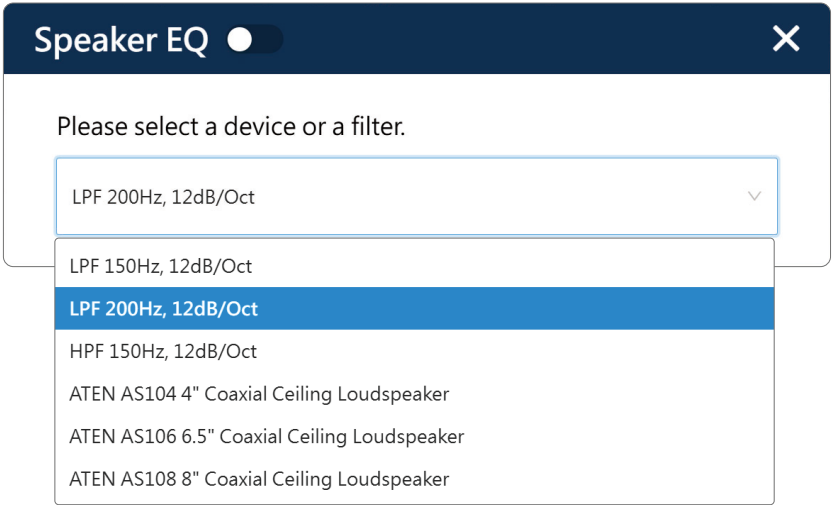 Speaker EQ
Please select a device or a filter.
LPF 200Hz, 12dB/Oct
LPF 150Hz, 12dB/Oct
LPF 200Hz, 12dB/Oct
HPF 150Hz, 12dB/Oct
ATEN AS104 4" Coaxial Ceiling Loudspeaker
ATEN AS106 6.5" Coaxial Ceiling Loudspeaker
ATEN AS108 8" Coaxial Ceiling Loudspeaker